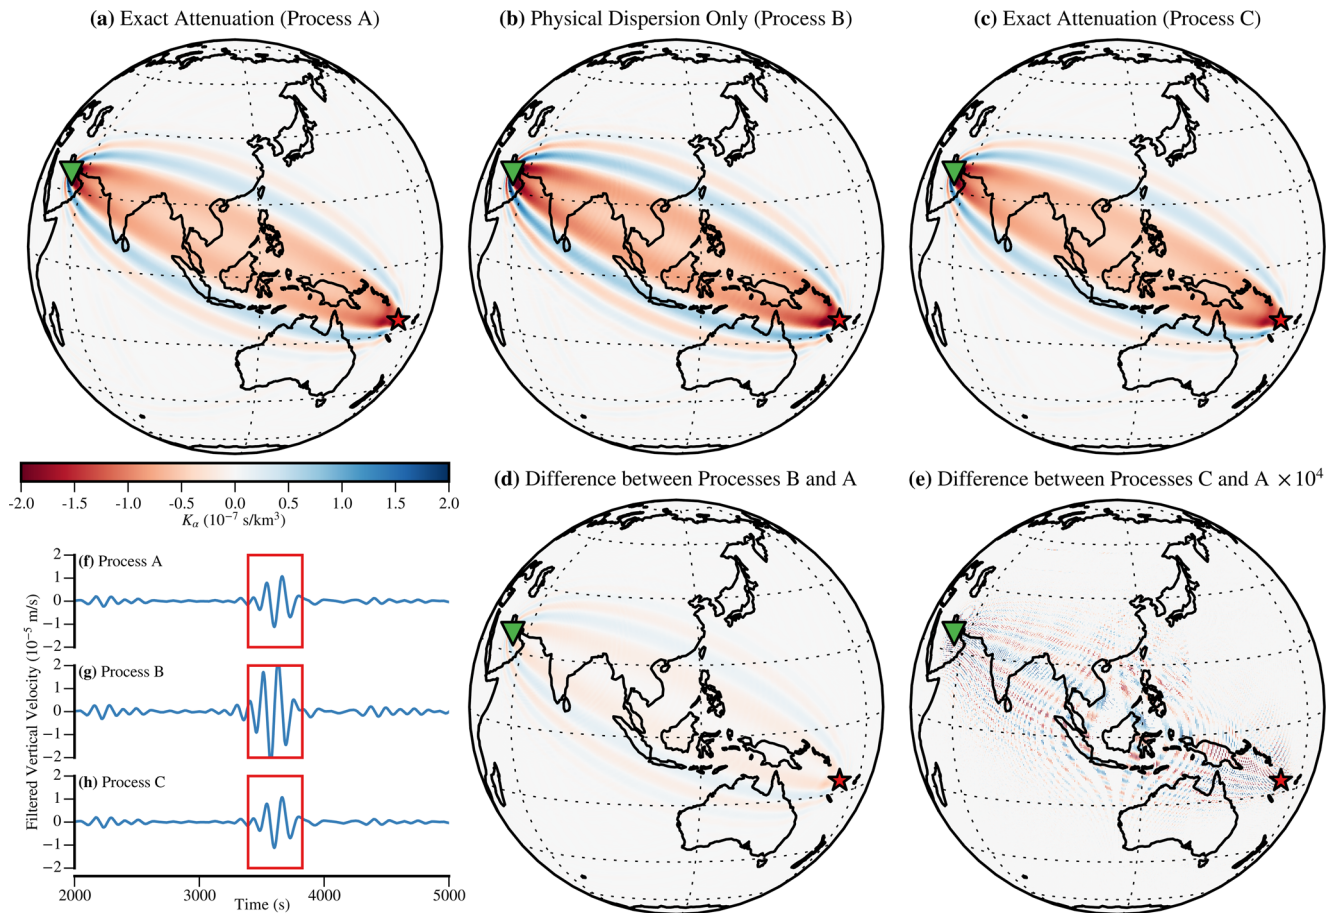 (a) Exact Attenuation (Process A)
(b) Physical Dispersion Only (Process B)
(c) Exact Attenuation (Process C)
-2.0 -1.5 -1.0 -0.5 0.0 0.5 1.0 1.5 2.0
Kα (10⁻⁷ s/km³)
(d) Difference between Processes B and A
(e) Difference between Processes C and A ×10⁴
Filtered Vertical Velocity (10⁻⁵ m/s)
(f) Process A
2
1
0
−1
−2
(g) Process B
2
1
0
−1
−2
(h) Process C
2
1
0
−1
−2
2000 3000 4000 5000
Time (s)